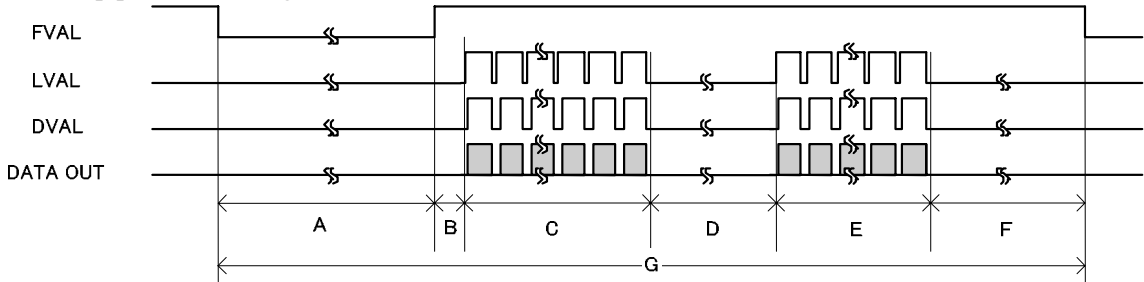 FVAL
LVAL
DVAL
DATA OUT
A B C D E F
G